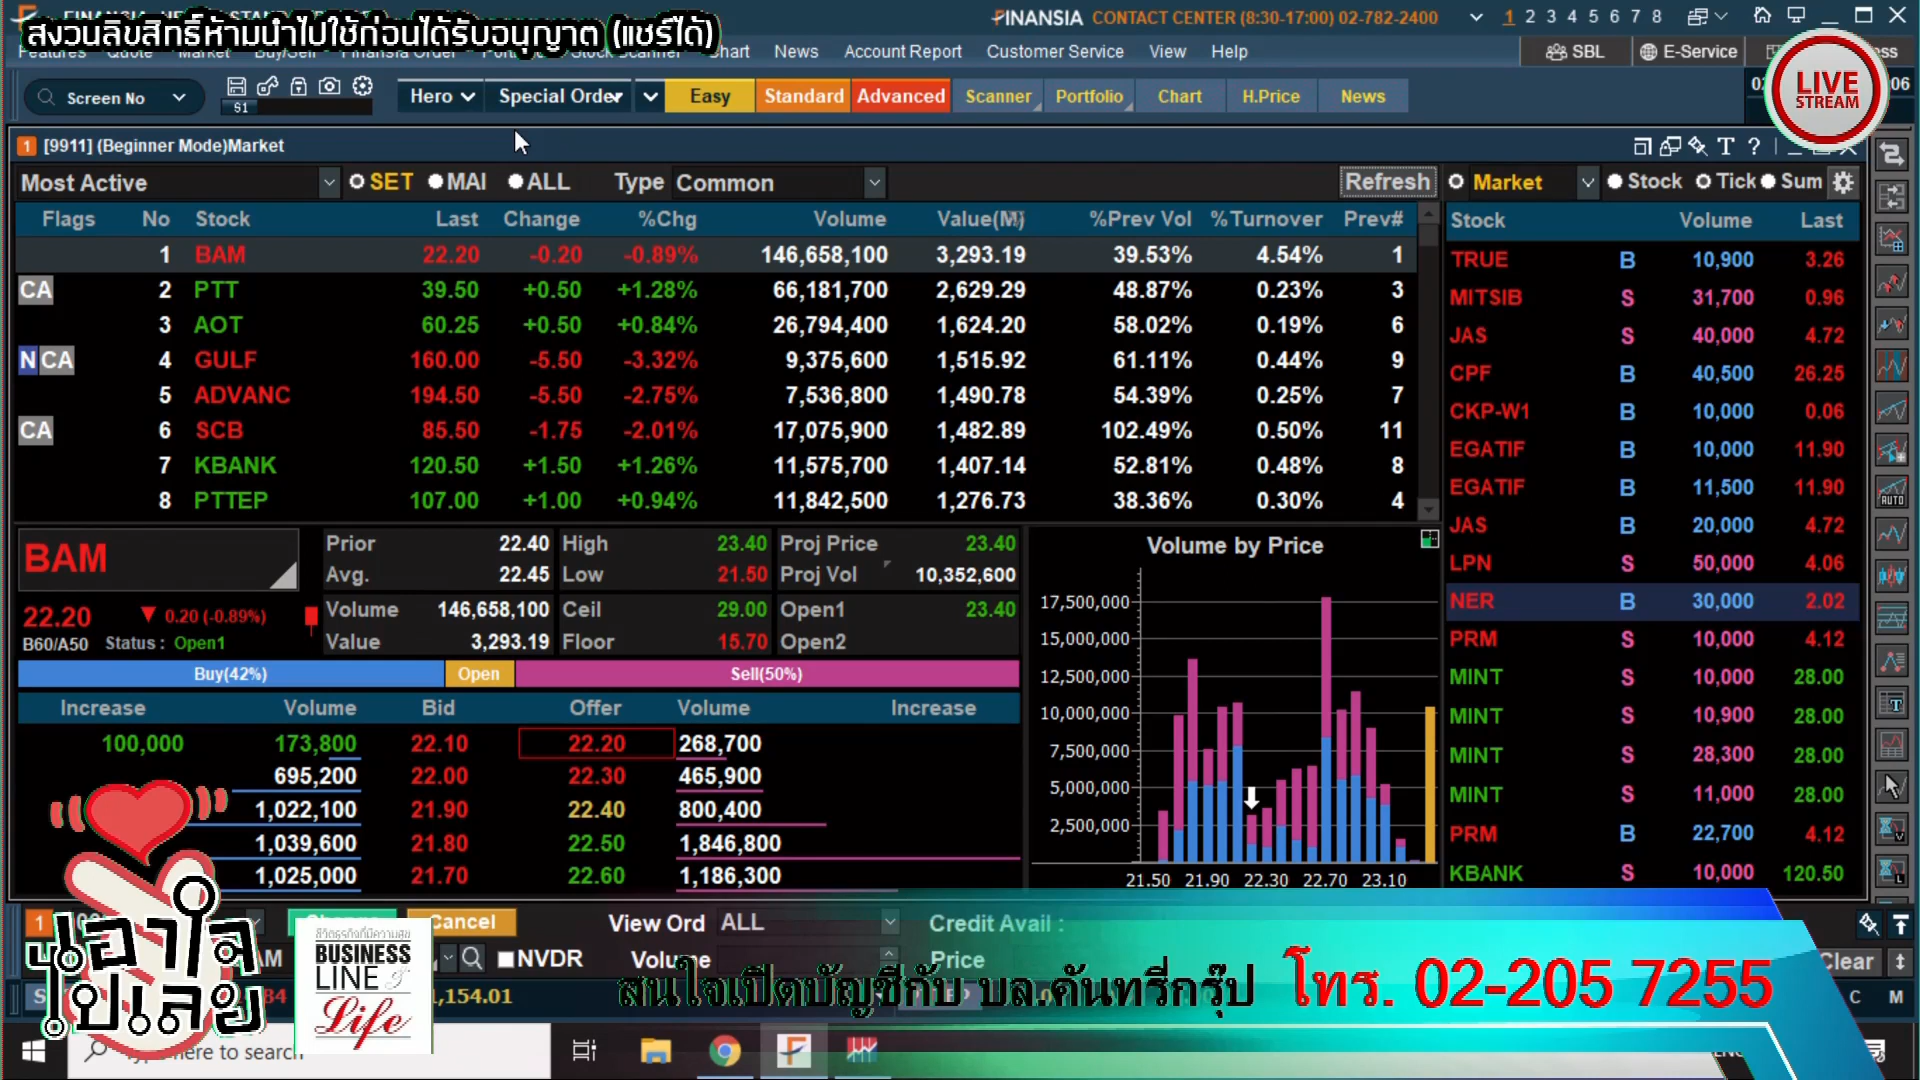 สงวนลิขสิทธิ์ห้ามนำไปใช้ก่อนได้รับอนุญาต (แชร์ได้)
FINANSIA CONTACT CENTER (8:30-17:00) 02-782-2400
1 2 3 4 5 6 7 8
Chart News Account Report Customer Service View Help
SBL E-Service
LIVE STREAM
Screen No
S1
Hero Special Order Easy Standard Advanced Scanner Portfolio Chart H.Price News
1 [9911] (Beginner Mode)Market
Most Active SET MAI ALL Type Common Refresh
Market Stock Tick Sum
Flags No Stock Last Change %Chg Volume Value(M) %Prev Vol %Turnover Prev#
1 BAM 22.20 -0.20 -0.89% 146,658,100 3,293.19 39.53% 4.54% 1
CA 2 PTT 39.50 +0.50 +1.28% 66,181,700 2,629.29 48.87% 0.23% 3
3 AOT 60.25 +0.50 +0.84% 26,794,400 1,624.20 58.02% 0.19% 6
N CA 4 GULF 160.00 -5.50 -3.32% 9,375,600 1,515.92 61.11% 0.44% 9
5 ADVANC 194.50 -5.50 -2.75% 7,536,800 1,490.78 54.39% 0.25% 7
CA 6 SCB 85.50 -1.75 -2.01% 17,075,900 1,482.89 102.49% 0.50% 11
7 KBANK 120.50 +1.50 +1.26% 11,575,700 1,407.14 52.81% 0.48% 8
8 PTTEP 107.00 +1.00 +0.94% 11,842,500 1,276.73 38.36% 0.30% 4
Stock Volume Last
TRUE B 10,900 3.26
MITSIB S 31,700 0.96
JAS S 40,000 4.72
CPF B 40,500 26.25
CKP-W1 B 10,000 0.06
EGATIF B 10,000 11.90
EGATIF B 11,500 11.90
JAS B 20,000 4.72
LPN S 50,000 4.06
NER B 30,000 2.02
PRM S 10,000 4.12
MINT S 10,000 28.00
MINT S 10,900 28.00
MINT S 28,300 28.00
MINT S 11,000 28.00
PRM B 22,700 4.12
KBANK S 10,000 120.50
BAM
22.20 0.20 (-0.89%)
B60/A50 Status : Open1
Prior 22.40 High 23.40 Proj Price 23.40
Avg. 22.45 Low 21.50 Proj Vol 10,352,600
Volume 146,658,100 Ceil 29.00 Open1 23.40
Value 3,293.19 Floor 15.70 Open2
Buy(42%) Open Sell(50%)
Increase Volume Bid Offer Volume Increase
100,000 173,800 22.10 22.20 268,700
695,200 22.00 22.30 465,900
1,022,100 21.90 22.40 800,400
1,039,600 21.80 22.50 1,846,800
1,025,000 21.70 22.60 1,186,300
Volume by Price
17,500,000
15,000,000
12,500,000
10,000,000
7,500,000
5,000,000
2,500,000
21.50 21.90 22.30 22.70 23.10
AUTO
1 Cancel View Ord ALL Credit Avail :
NVDR Volume Price Clear
1,154.01
C M
เอาใจ
ไปเลย
ชีวิตธุรกิจที่มีความสุข
BUSINESS
LINE &
Life
สนใจเปิดบัญชีกับ บล.คันทรี่กรุ๊ป โทร. 02-205 7255